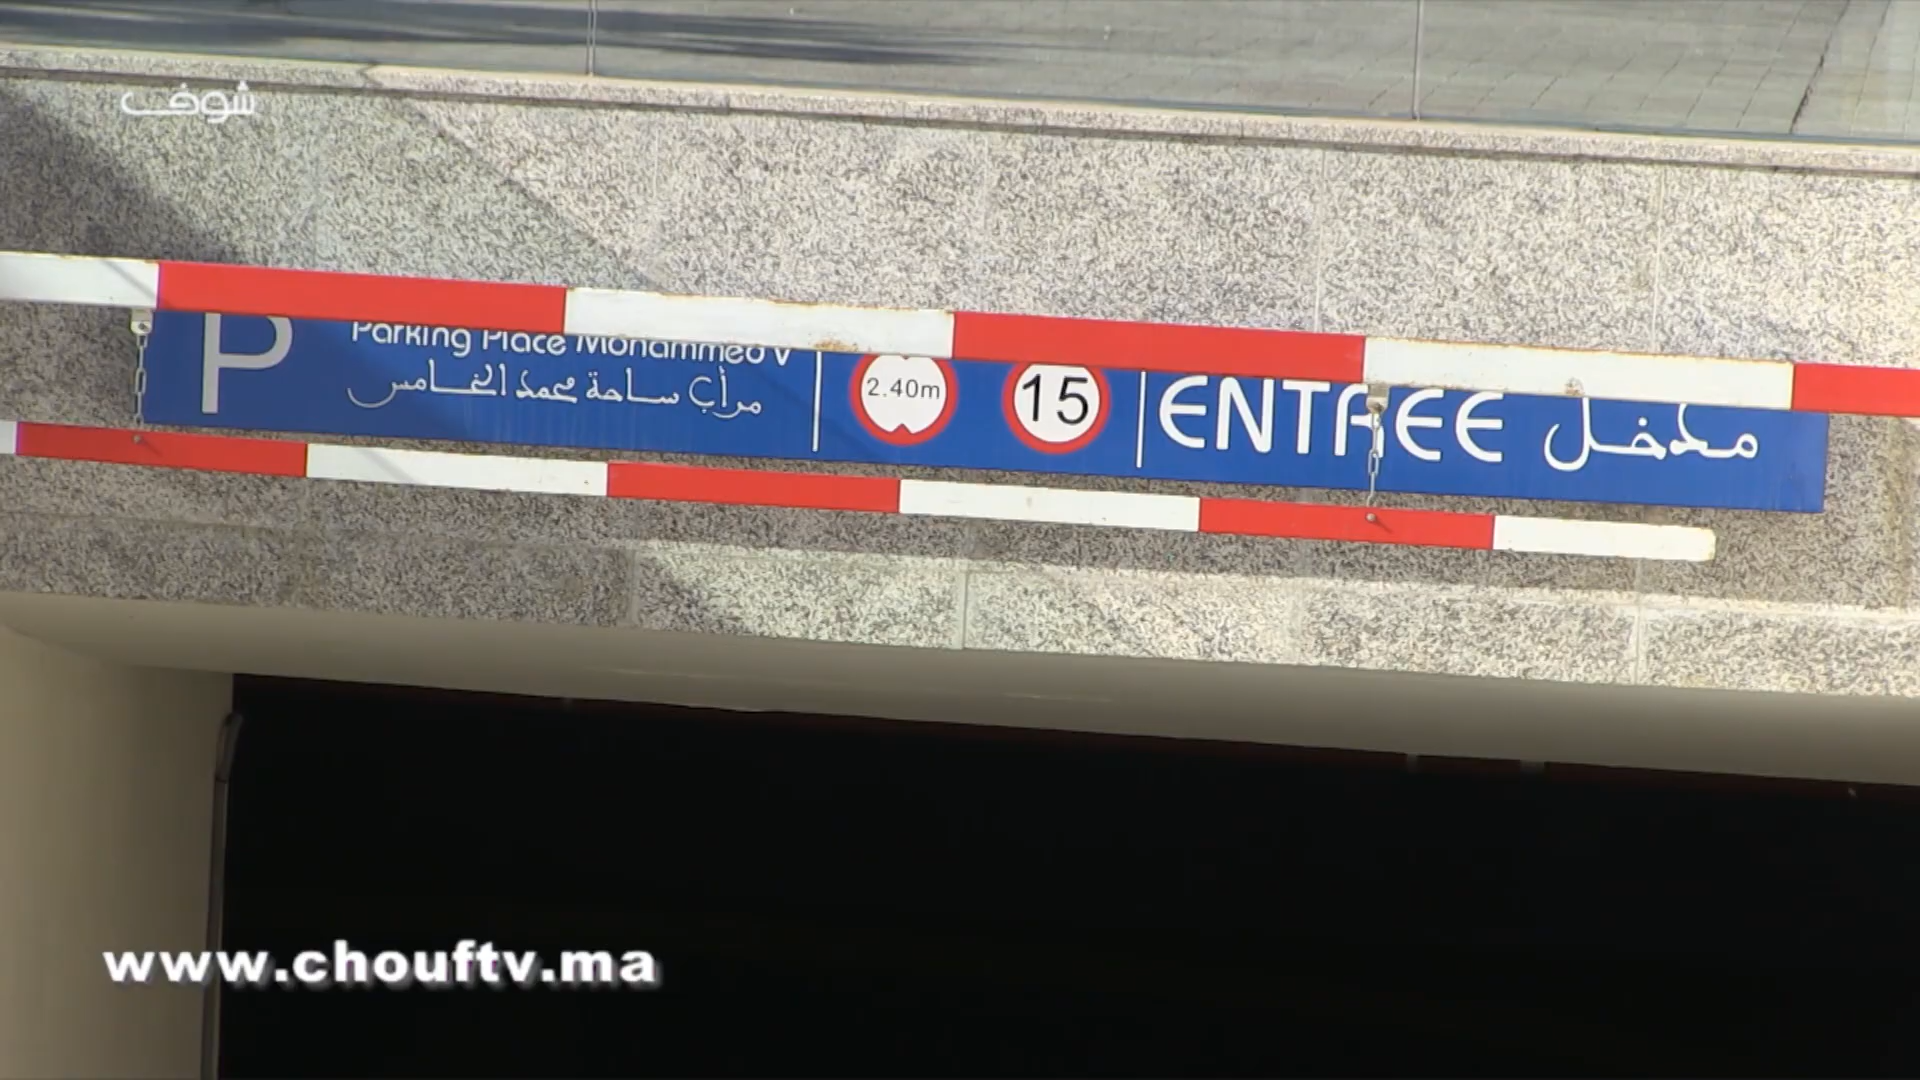 شوف
P
Parking Place Mohammed V
مرأب ساحة محمد الخامس
2.40m
15
ENTREE مدخل
www.chouftv.ma